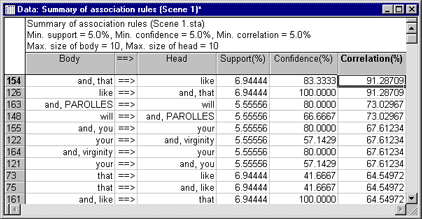 Data: Summary of association rules (Scene 1)*
Summary of association rules (Scene 1.sta)
Min. support = 5.0%, Min. confidence = 5.0%, Min. correlation = 5.0%
Max. size of body = 10, Max. size of head = 10
Body ==> Head Support(%) Confidence(%) Correlation(%)
154 and, that ==> like 6.94444 83.3333 91.28709
126 like ==> and, that 6.94444 100.0000 91.28709
163 and, PAROLLES ==> will 5.55556 80.0000 73.02967
148 will ==> and, PAROLLES 5.55556 66.6667 73.02967
155 and, you ==> your 5.55556 80.0000 67.61234
122 your ==> and, virginity 5.55556 57.1429 67.61234
164 and, virginity ==> your 5.55556 80.0000 67.61234
121 your ==> and, you 5.55556 57.1429 67.61234
73 that ==> like 6.94444 41.6667 64.54972
75 that ==> and, like 6.94444 41.6667 64.54972
161 and, like ==> that 6.94444 100.0000 64.54972